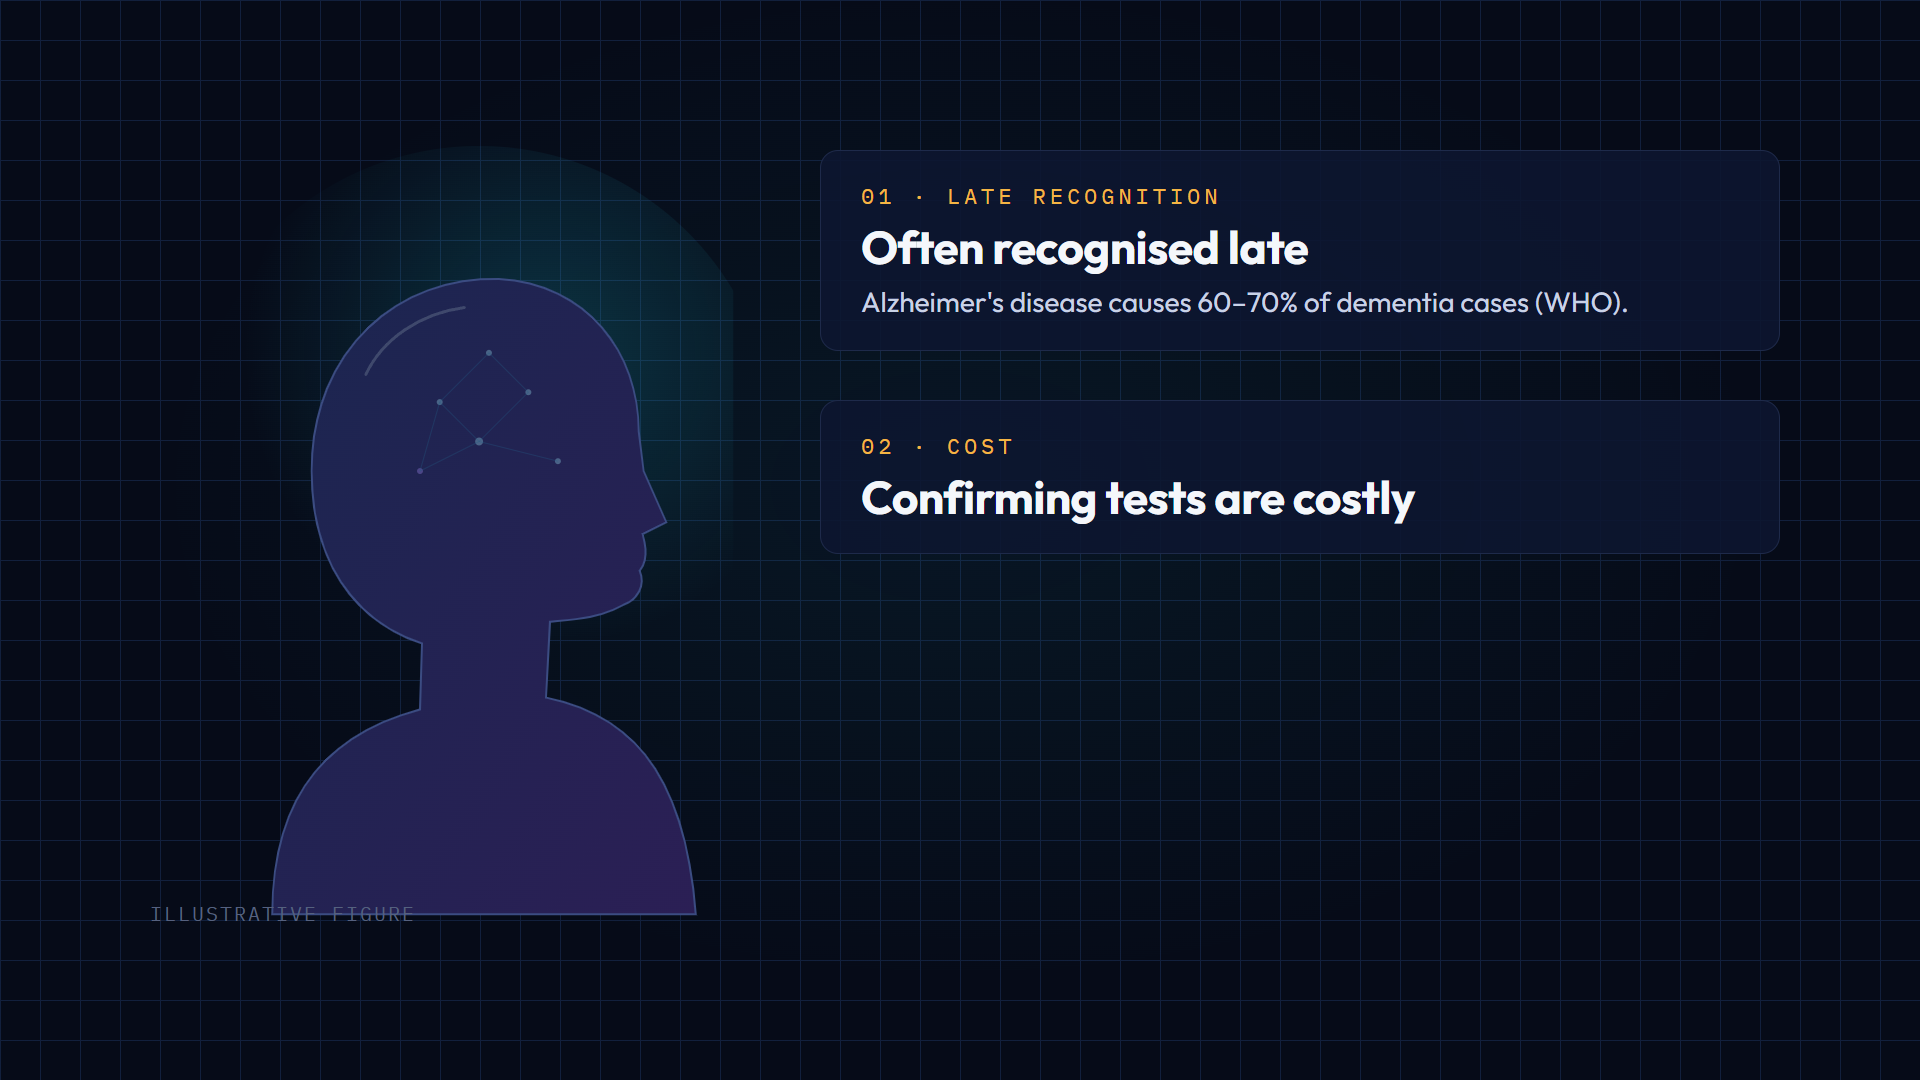 01 · LATE RECOGNITION
Often recognised late
Alzheimer's disease causes 60–70% of dementia cases (WHO).
02 · COST
Confirming tests are costly
ILLUSTRATIVE FIGURE